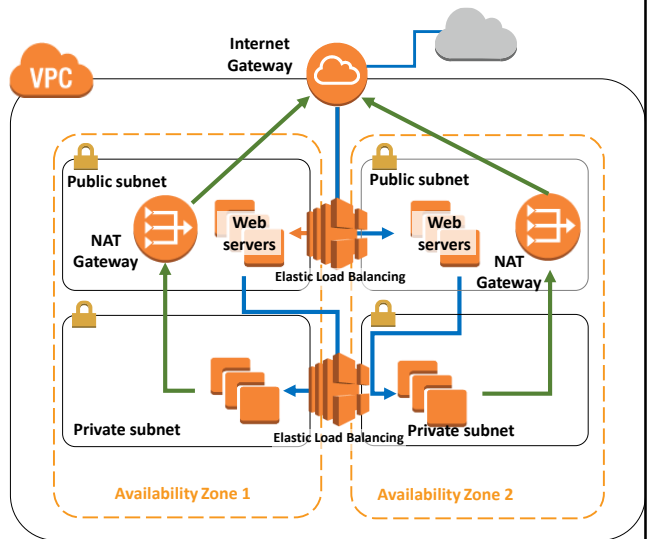 Internet
Gateway
VPC
Public subnet
Public subnet
NAT
Gateway
Web
servers
Web
servers
NAT
Gateway
Elastic Load Balancing
Private subnet
Elastic Load Balancing
Private subnet
Availability Zone 1
Availability Zone 2